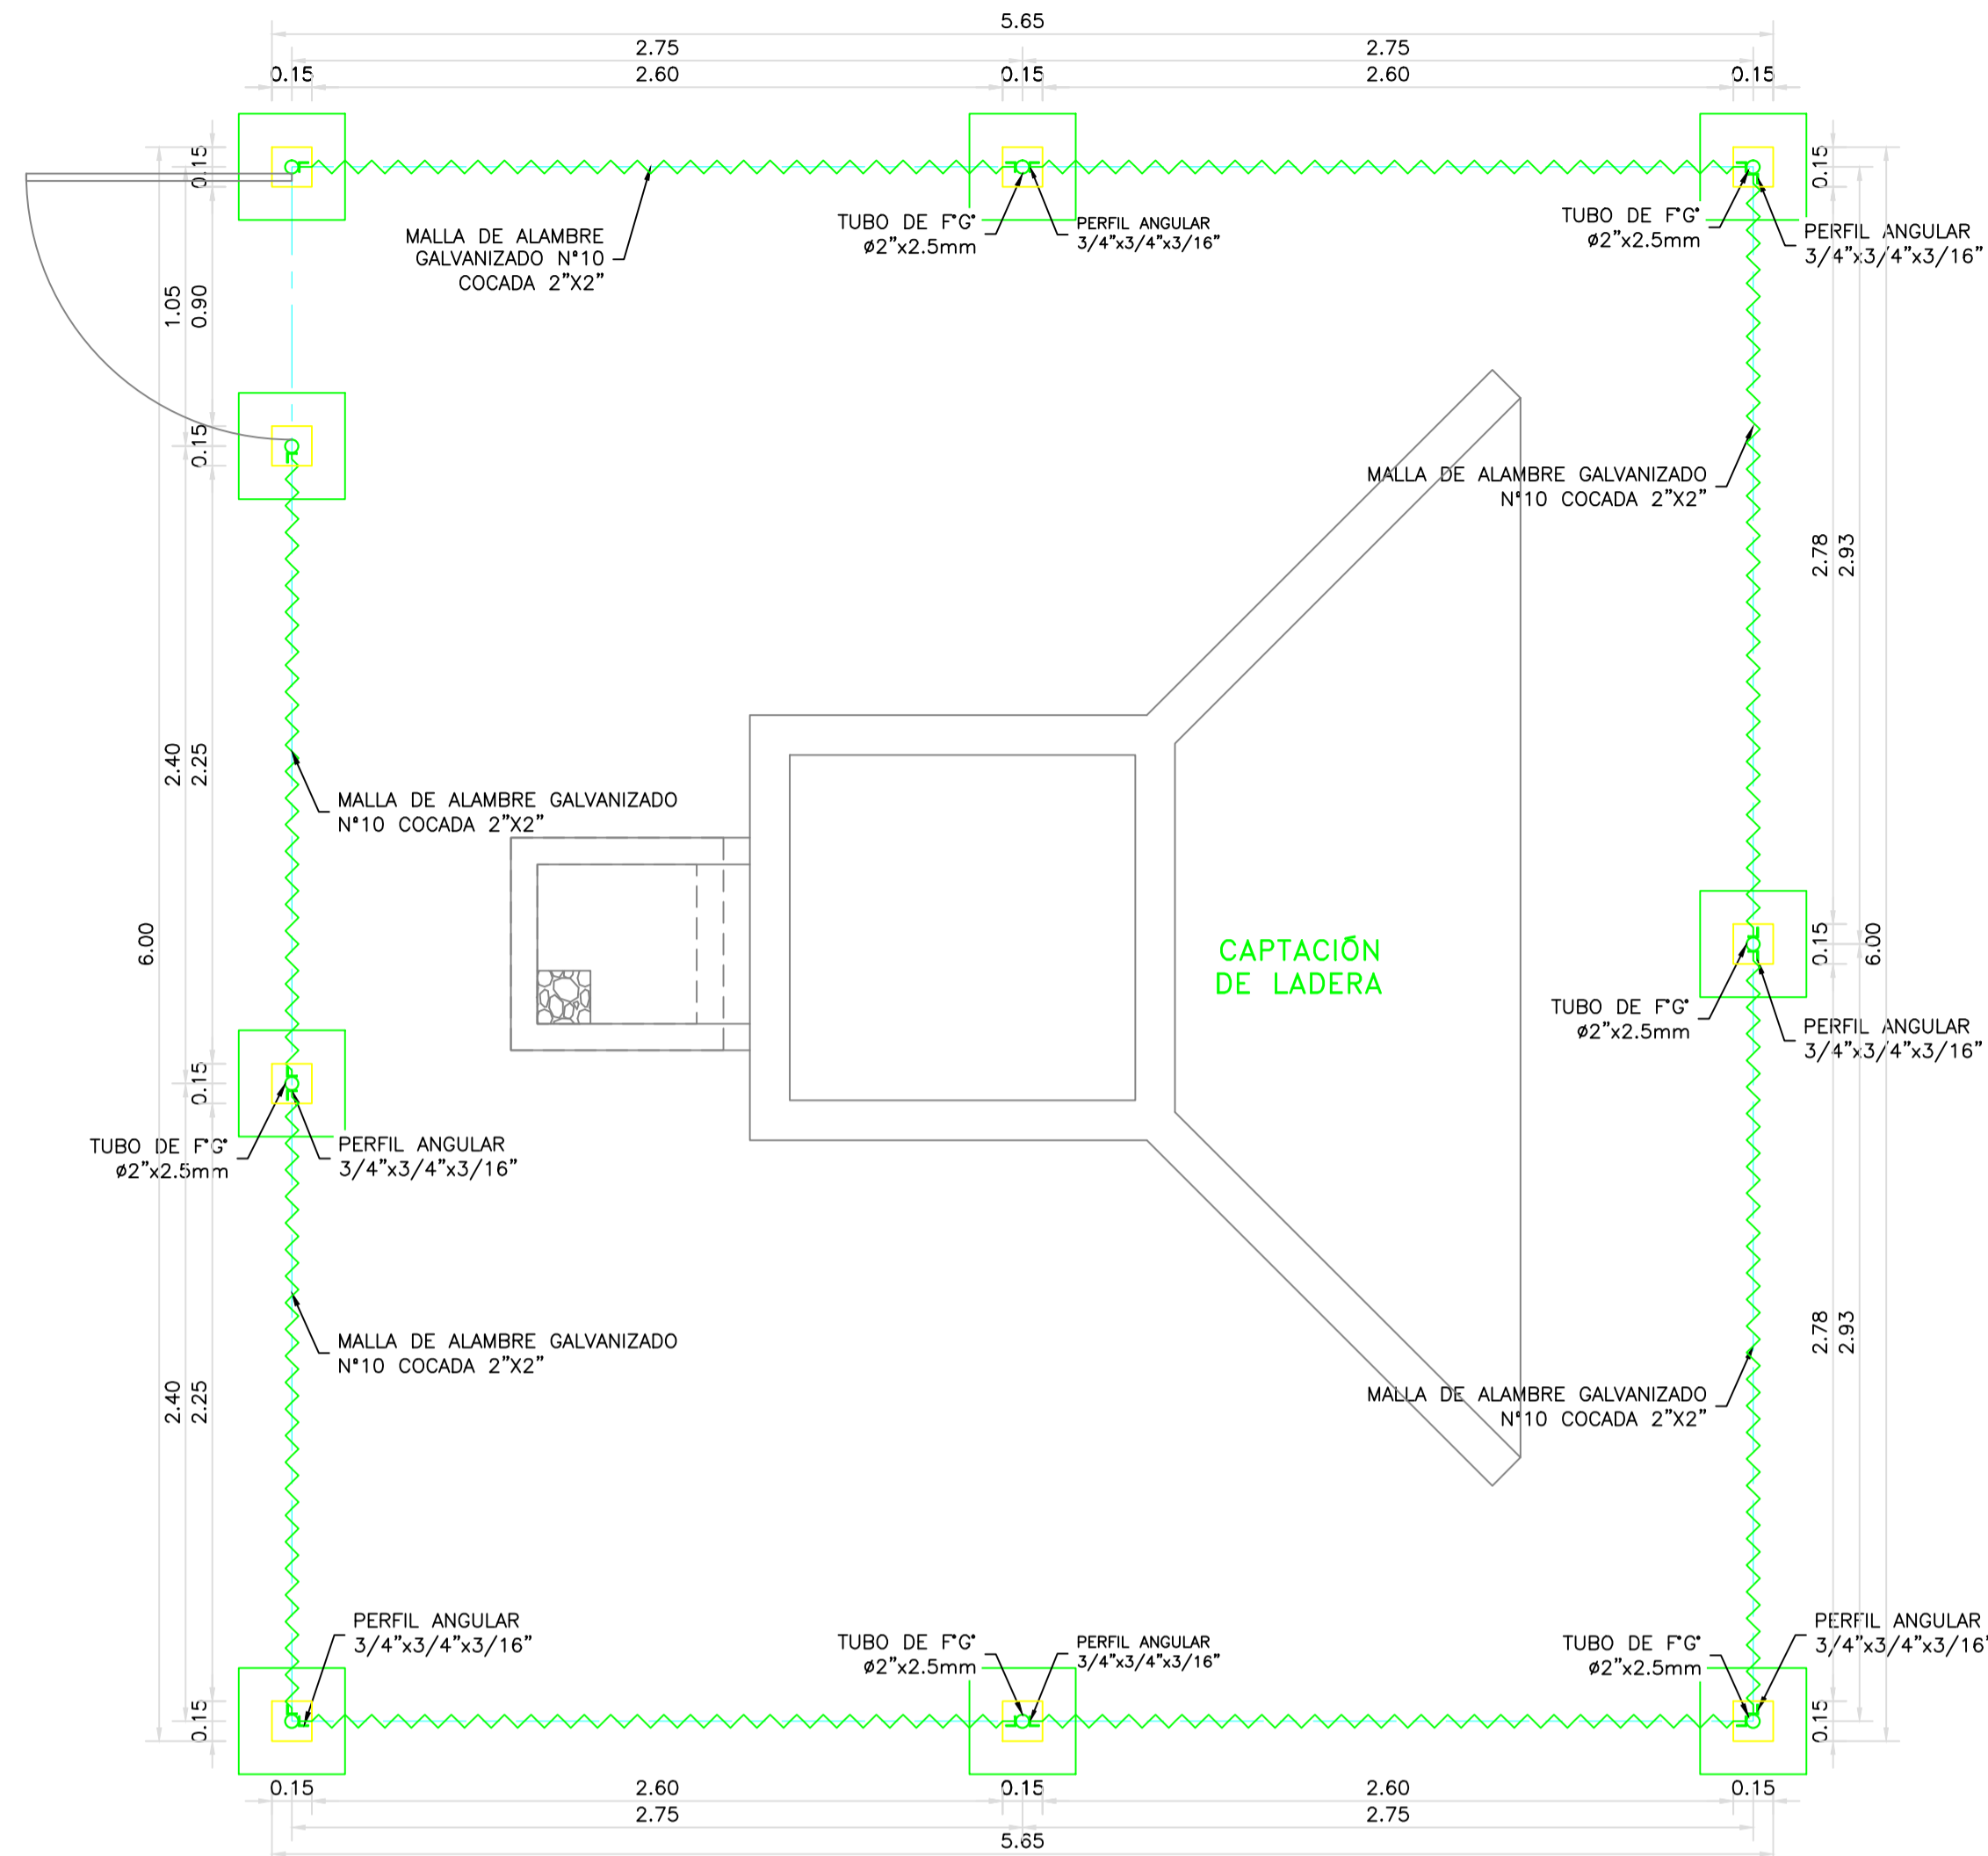 5.65
2.75 2.75
0.15 2.60 0.15 2.60 0.15
0.15
1.05
0.90
0.15
2.40
2.25
6.00
0.15
2.40
2.25
0.15
MALLA DE ALAMBRE
GALVANIZADO N°10
COCADA 2"X2"
TUBO DE F°G°
ø2"x2.5mm
PERFIL ANGULAR
3/4"x3/4"x3/16"
TUBO DE F°G°
ø2"x2.5mm
PERFIL ANGULAR
3/4"x3/4"x3/16"
0.15
MALLA DE ALAMBRE GALVANIZADO
N°10 COCADA 2"X2"
2.78
2.93
MALLA DE ALAMBRE GALVANIZADO
N°10 COCADA 2"X2"
CAPTACIÓN
DE LADERA
0.15
6.00
TUBO DE F°G°
ø2"x2.5mm
PERFIL ANGULAR
3/4"x3/4"x3/16"
TUBO DE F°G°
ø2"x2.5mm
PERFIL ANGULAR
3/4"x3/4"x3/16"
MALLA DE ALAMBRE GALVANIZADO
N°10 COCADA 2"X2"
2.78
2.93
MALLA DE ALAMBRE GALVANIZADO
N°10 COCADA 2"X2"
PERFIL ANGULAR
3/4"x3/4"x3/16"
TUBO DE F°G°
ø2"x2.5mm
PERFIL ANGULAR
3/4"x3/4"x3/16"
TUBO DE F°G°
ø2"x2.5mm
PERFIL ANGULAR
3/4"x3/4"x3/16"
0.15
0.15 2.60 0.15 2.60 0.15
2.75 2.75
5.65